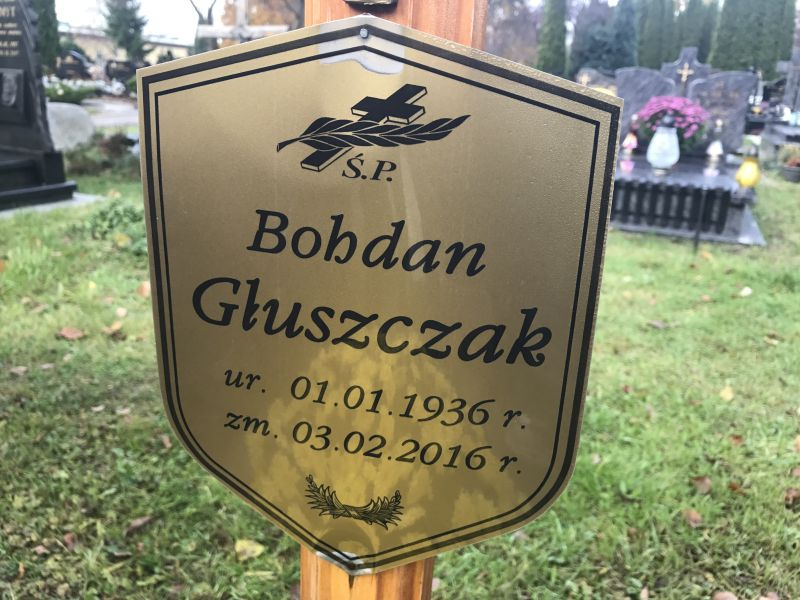 Ś.P.
Bohdan
Głuszczak
ur. 01.01.1936 r.
zm. 03.02.2016 r.